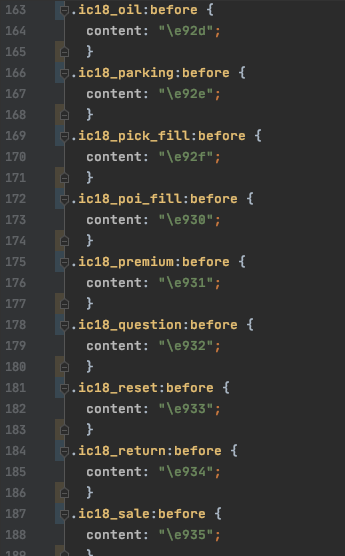 163 .ic18_oil:before {
164 content: "\e92d";
165 }
166 .ic18_parking:before {
167 content: "\e92e";
168 }
169 .ic18_pick_fill:before {
170 content: "\e92f";
171 }
172 .ic18_poi_fill:before {
173 content: "\e930";
174 }
175 .ic18_premium:before {
176 content: "\e931";
177 }
178 .ic18_question:before {
179 content: "\e932";
180 }
181 .ic18_reset:before {
182 content: "\e933";
183 }
184 .ic18_return:before {
185 content: "\e934";
186 }
187 .ic18_sale:before {
188 content: "\e935";
189 }